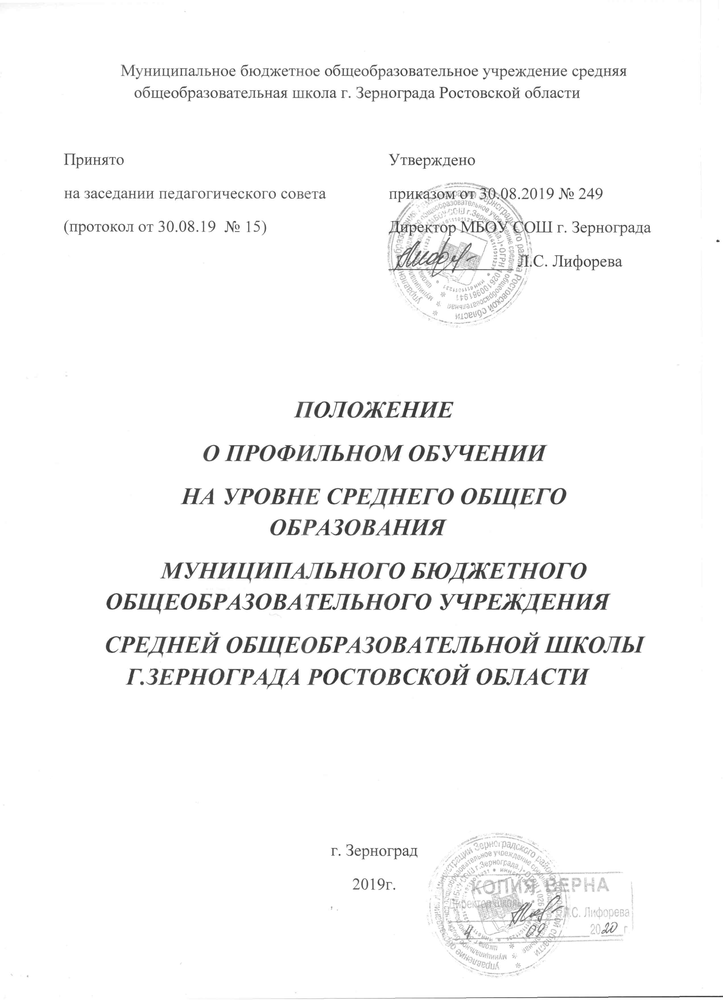 Муниципальное бюджетное общеобразовательное учреждение средняя
общеобразовательная школа г. Зернограда Ростовской области
Принято
на заседании педагогического совета
(протокол от 30.08.19 № 15)
Утверждено
приказом от 30.08.2019 № 249
Директор МБОУ СОШ г. Зернограда
Л.С. Лифорева
ПОЛОЖЕНИЕ
О ПРОФИЛЬНОМ ОБУЧЕНИИ
НА УРОВНЕ СРЕДНЕГО ОБЩЕГО
ОБРАЗОВАНИЯ
МУНИЦИПАЛЬНОГО БЮДЖЕТНОГО
ОБЩЕОБРАЗОВАТЕЛЬНОГО УЧРЕЖДЕНИЯ
СРЕДНЕЙ ОБЩЕОБРАЗОВАТЕЛЬНОЙ ШКОЛЫ
Г.ЗЕРНОГРАДА РОСТОВСКОЙ ОБЛАСТИ
г. Зерноград
2019г.
КОПИЯ ВЕРНА
Директор школы
Л.С. Лифорева
09 2020 г.